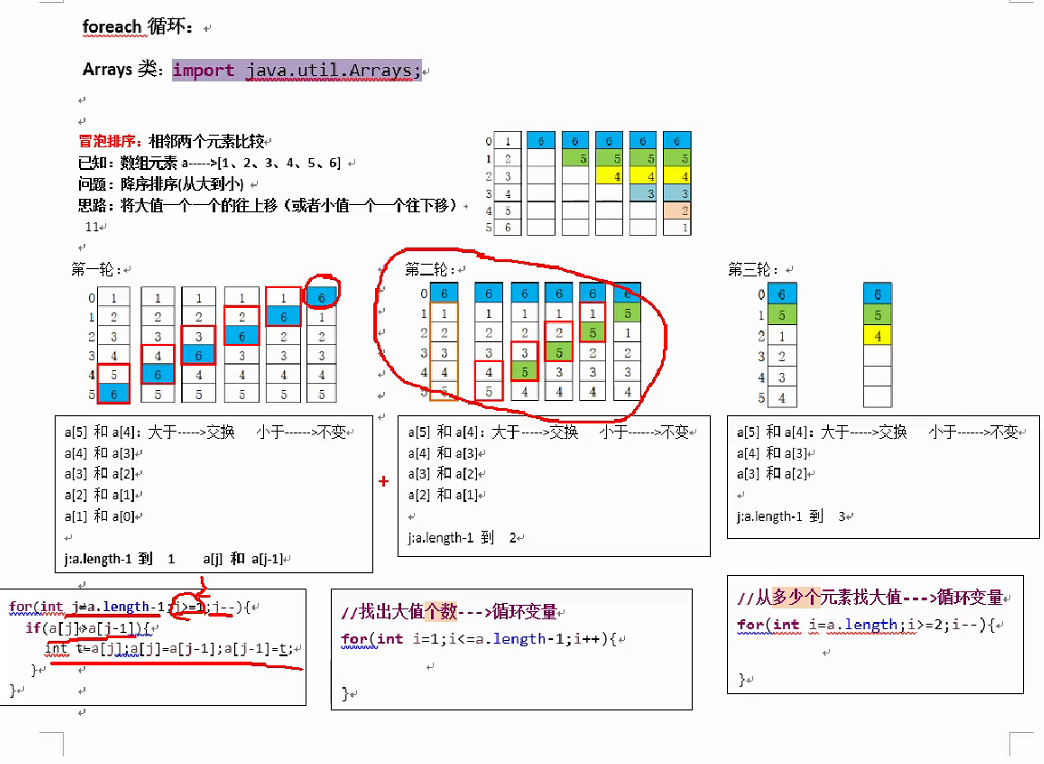 foreach 循环：
Arrays 类：import java.util.Arrays;
冒泡排序：相邻两个元素比较
已知：数组元素 a----->[1、2、3、4、5、6]
问题：降序排序(从大到小)
思路：将大值一个一个的往上移（或者小值一个一个往下移）
11
0 1 6 6 6 6 6
1 2 5 5 5 5
2 3 4 4 4
3 4 3 3
4 5 2
5 6 1
第一轮：
0 1 1 1 1 1 6
1 2 2 2 2 6 1
2 3 3 3 6 2 2
3 4 4 6 3 3 3
4 5 6 4 4 4 4
5 6 5 5 5 5 5
a[5] 和 a[4]：大于----->交换 小于------>不变
a[4] 和 a[3]
a[3] 和 a[2]
a[2] 和 a[1]
a[1] 和 a[0]
j:a.length-1 到 1 a[j] 和 a[j-1]
for(int j=a.length-1;j>=1;j--){
if(a[j]>a[j-1]){
int t=a[j];a[j]=a[j-1];a[j-1]=t;
}
}
第二轮：
0 6 6 6 6 6 6
1 1 1 1 1 1 5
2 2 2 2 2 5 1
3 3 3 3 5 2 2
4 4 4 5 3 3 3
5 5 5 4 4 4 4
a[5] 和 a[4]：大于----->交换 小于------>不变
a[4] 和 a[3]
a[3] 和 a[2]
a[2] 和 a[1]
j:a.length-1 到 2
+
//找出大值个数--->循环变量
for(int i=1;i<=a.length-1;i++){
}
第三轮：
0 6 6
1 5 5
2 1 4
3 2
4 3
5 4
a[5] 和 a[4]：大于----->交换 小于------>不变
a[4] 和 a[3]
a[3] 和 a[2]
j:a.length-1 到 3
//从多少个元素找大值--->循环变量
for(int i=a.length;i>=2;i--){
}